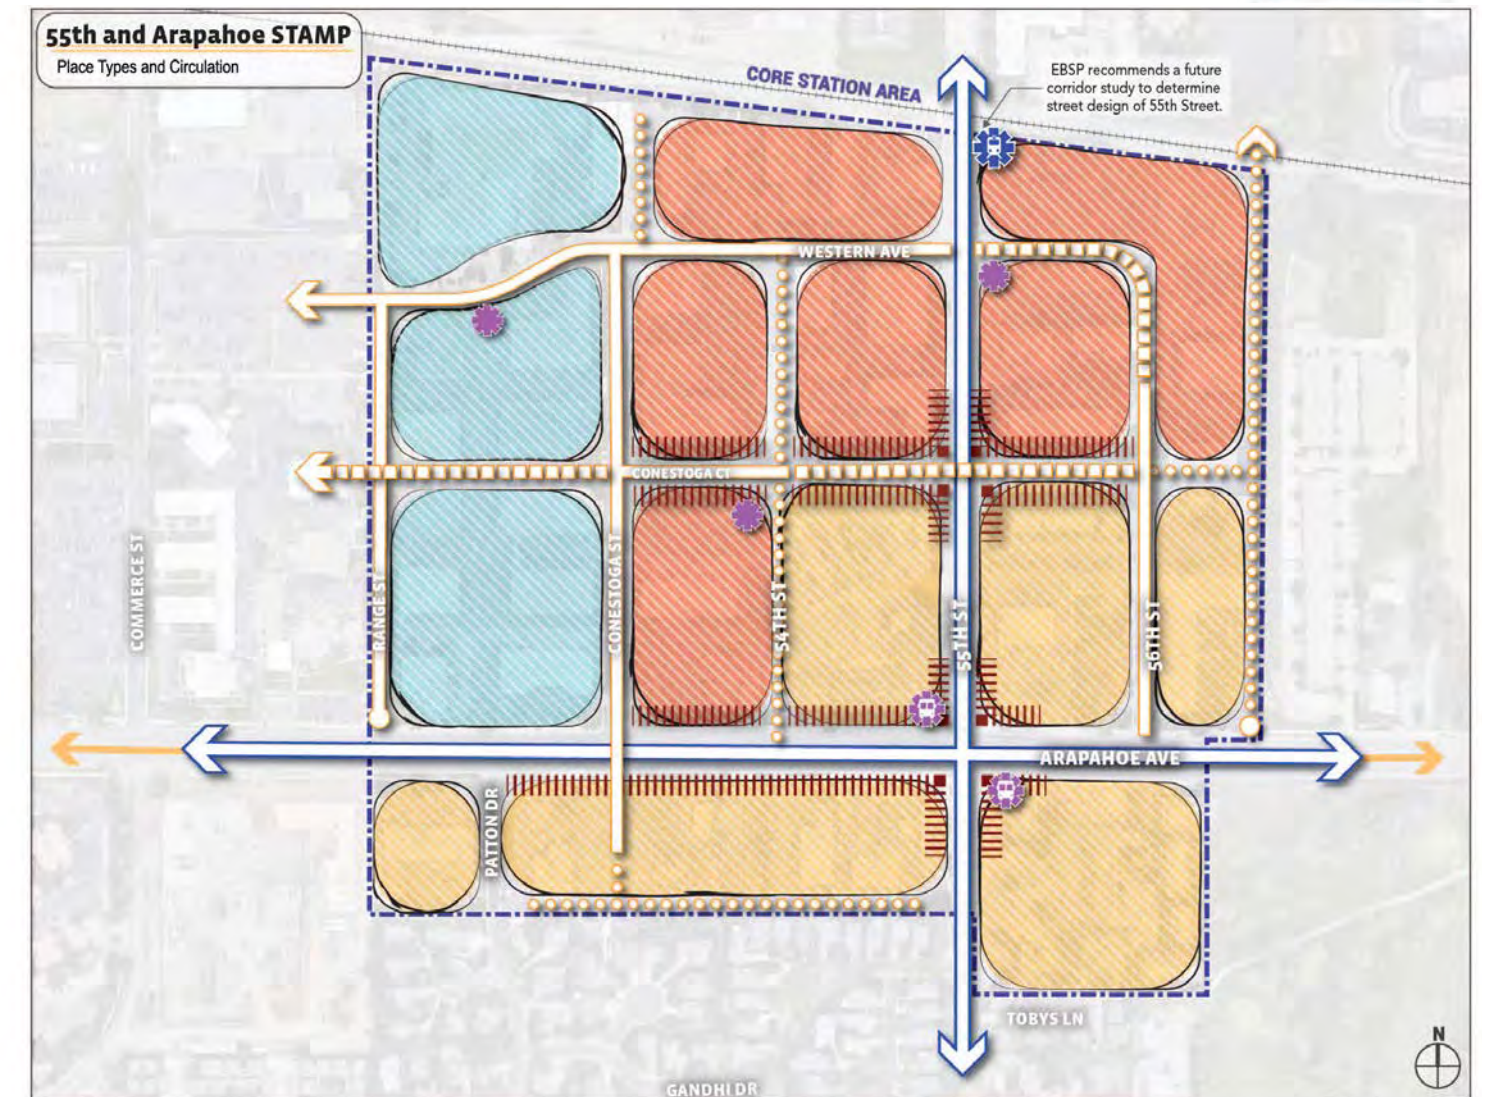 55th and Arapahoe STAMP
Place Types and Circulation
CORE STATION AREA
EBSP recommends a future
corridor study to determine
street design of 55th Street.
WESTERN AVE
CONESTOGA CT
COMMERCE ST
RANGE ST
CONESTOGA ST
54TH ST
55TH ST
56TH ST
ARAPAHOE AVE
PATTON DR
TOBYS LN
GANDHI DR
N